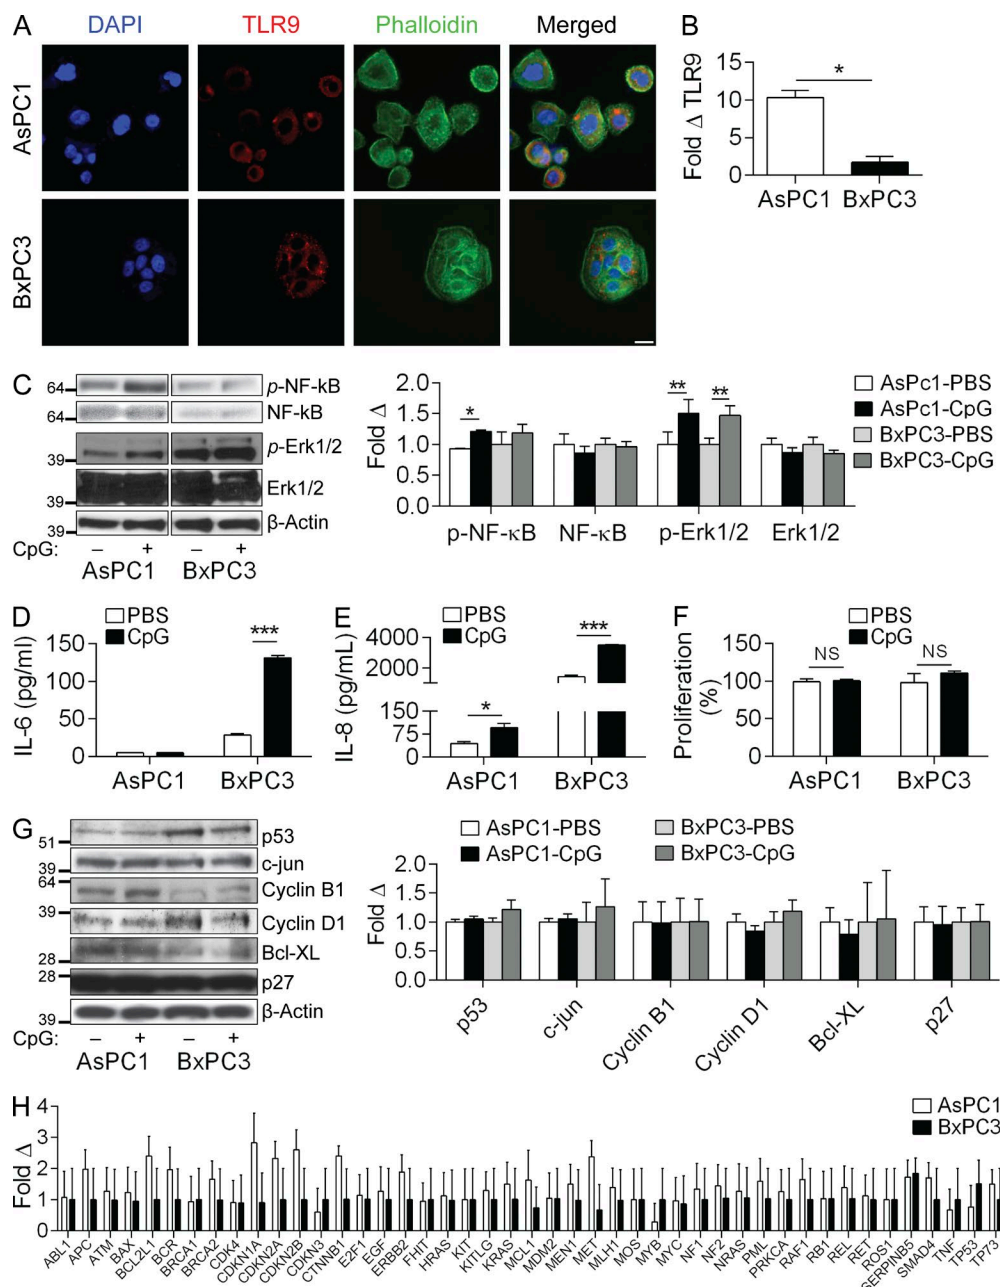 A
DAPI
TLR9
Phalloidin
Merged
AsPC1
BxPC3
B
Fold Δ TLR9
15
10
5
0
*
AsPC1 BxPC3
C
64
p-NF-kB
64
NF-kB
39
p-Erk1/2
39
Erk1/2
39
β-Actin
CpG: – + – +
AsPC1 BxPC3
Fold Δ
2.0
1.5
1.0
0.5
0.0
* ** **
p-NF-κB NF-κB p-Erk1/2 Erk1/2
AsPc1-PBS
AsPc1-CpG
BxPC3-PBS
BxPC3-CpG
D
PBS
CpG
IL-6 (pg/ml)
150
100
50
0
***
AsPC1 BxPC3
E
PBS
CpG
IL-8 (pg/mL)
4000
2000
0
150
75
0
* ***
AsPC1 BxPC3
F
PBS
CpG
Proliferation
(%)
150
100
50
0
NS NS
AsPC1 BxPC3
G
51
p53
39
c-jun
64
Cyclin B1
39
Cyclin D1
28
Bcl-XL
28
p27
39
β-Actin
CpG: – + – +
AsPC1 BxPC3
AsPC1-PBS
AsPC1-CpG
BxPC3-PBS
BxPC3-CpG
Fold Δ
2.0
1.5
1.0
0.5
0.0
p53
c-jun
Cyclin B1
Cyclin D1
Bcl-XL
p27
H
AsPC1
BxPC3
Fold Δ
4
3
2
1
0
ABL1
APC
ATM
BAX
BCL2L1
BCR
BRCA1
BRCA2
CDK4
CDKN1A
CDKN2A
CDKN2B
CDKN3
CTNNB1
E2F1
EGF
ERBB2
FHIT
HRAS
KIT
KITLG
KRAS
MCL1
MDM2
MEN1
MET
MLH1
MOS
MYB
MYC
NF1
NF2
NRAS
PML
PRKCA
RAF1
RB1
REL
RET
ROS1
SERPINB5
SMAD4
TNF
TP53
TP73